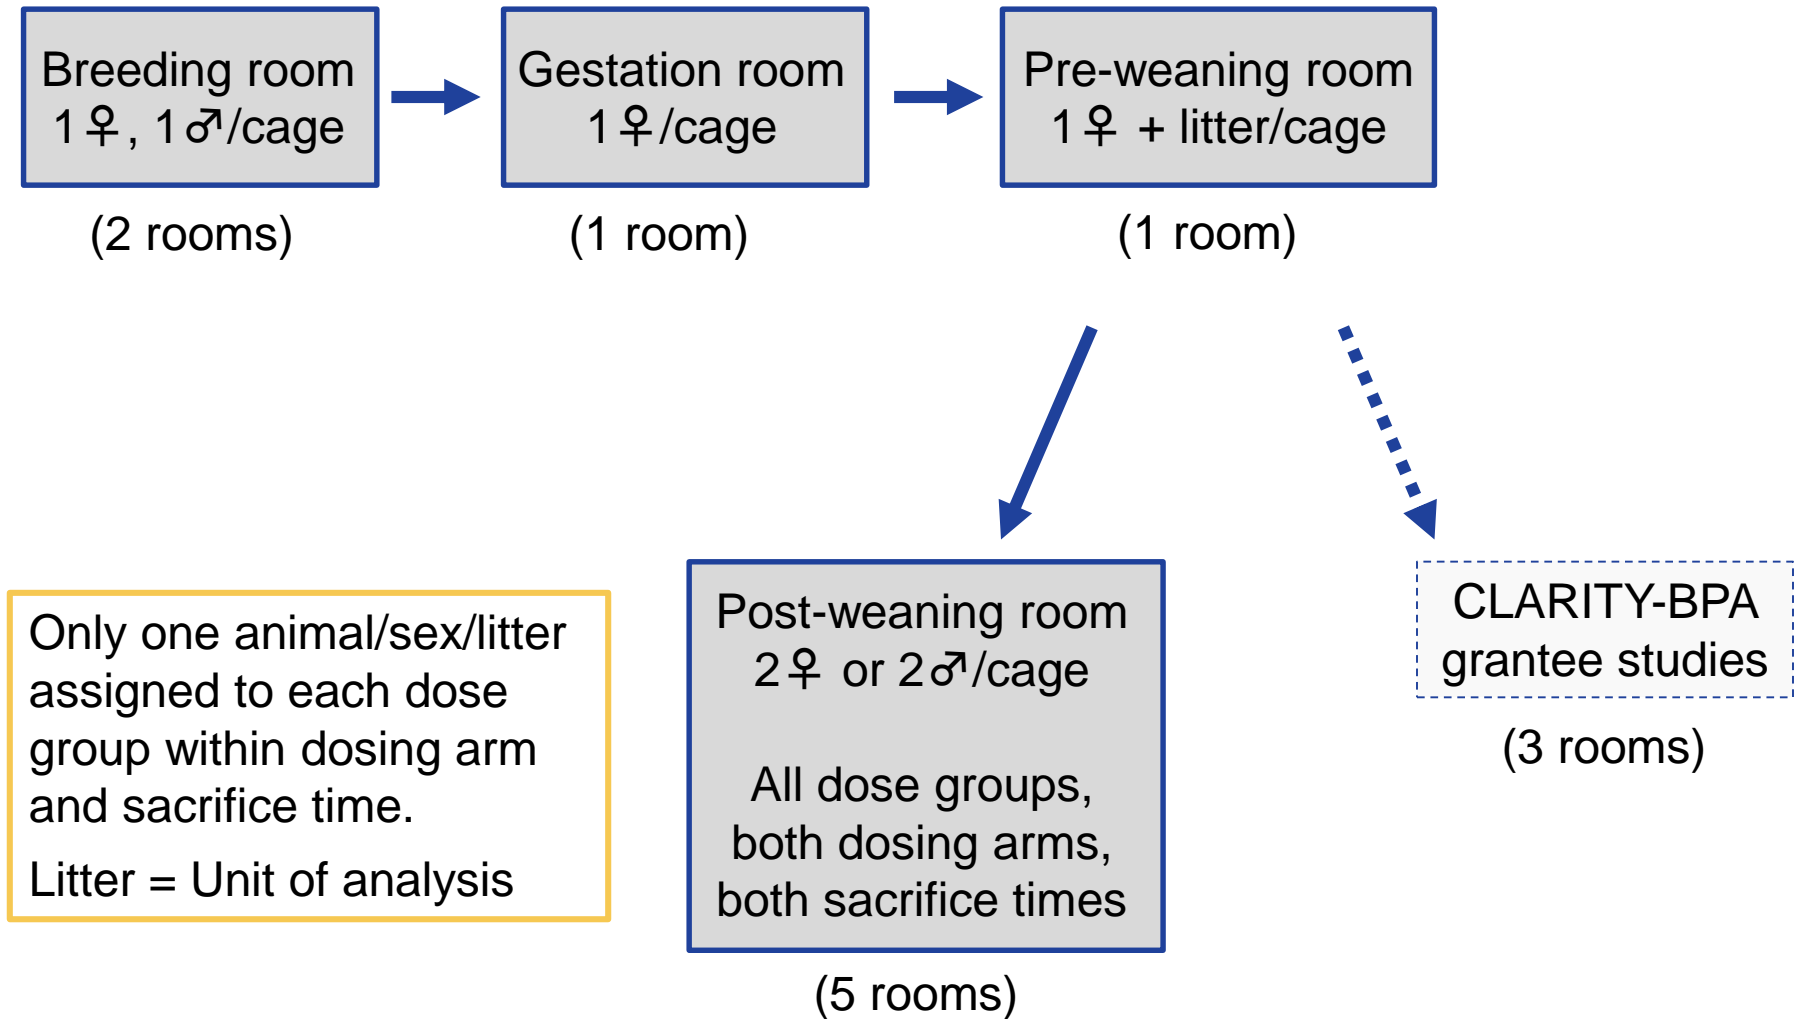 Breeding room
1♀, 1♂/cage
(2 rooms)
Gestation room
1♀/cage
(1 room)
Pre-weaning room
1♀ + litter/cage
(1 room)
Only one animal/sex/litter
assigned to each dose
group within dosing arm
and sacrifice time.
Litter = Unit of analysis
Post-weaning room
2♀ or 2♂/cage
All dose groups,
both dosing arms,
both sacrifice times
(5 rooms)
CLARITY-BPA
grantee studies
(3 rooms)